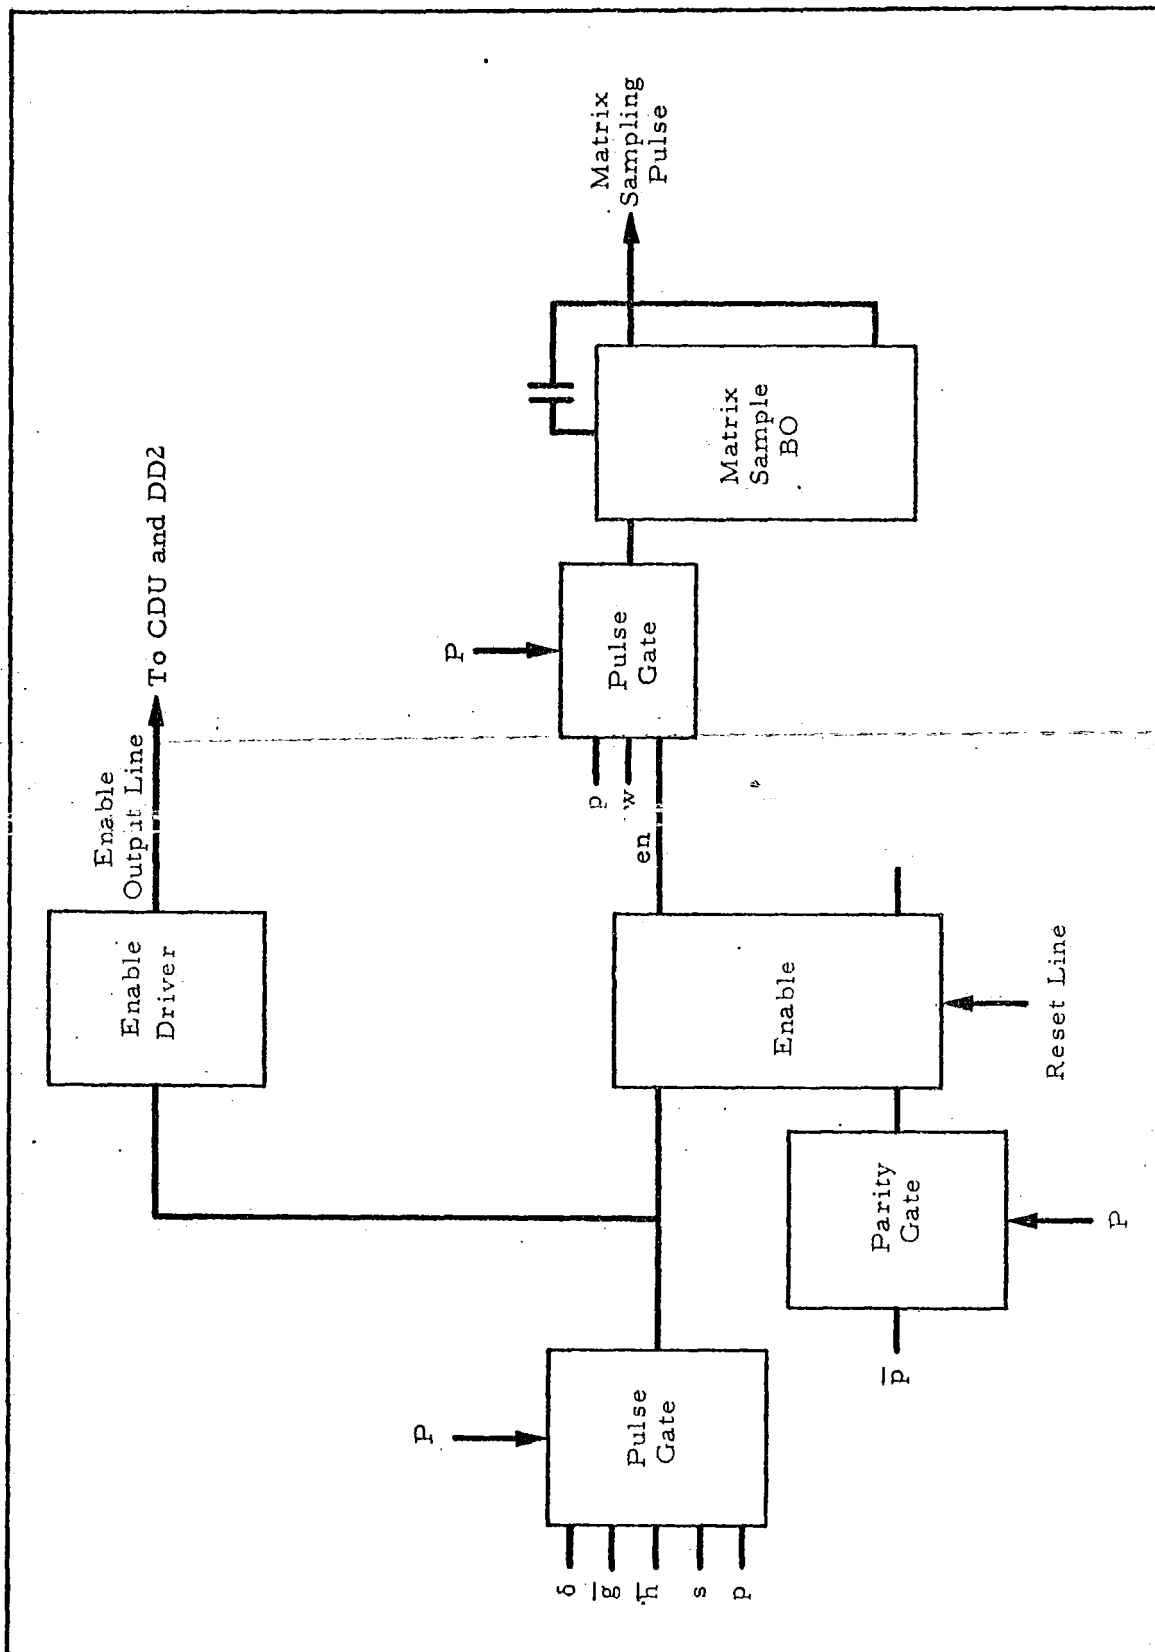 Enable
Driver
Enable
Output Line
To CDU and DD2
P
Pulse
Gate
δ
g̅
h̅
s
p
P
Pulse
Gate
p
w
en
Matrix
Sample
BO
Matrix
Sampling
Pulse
Enable
Reset Line
Parity
Gate
p̅
P